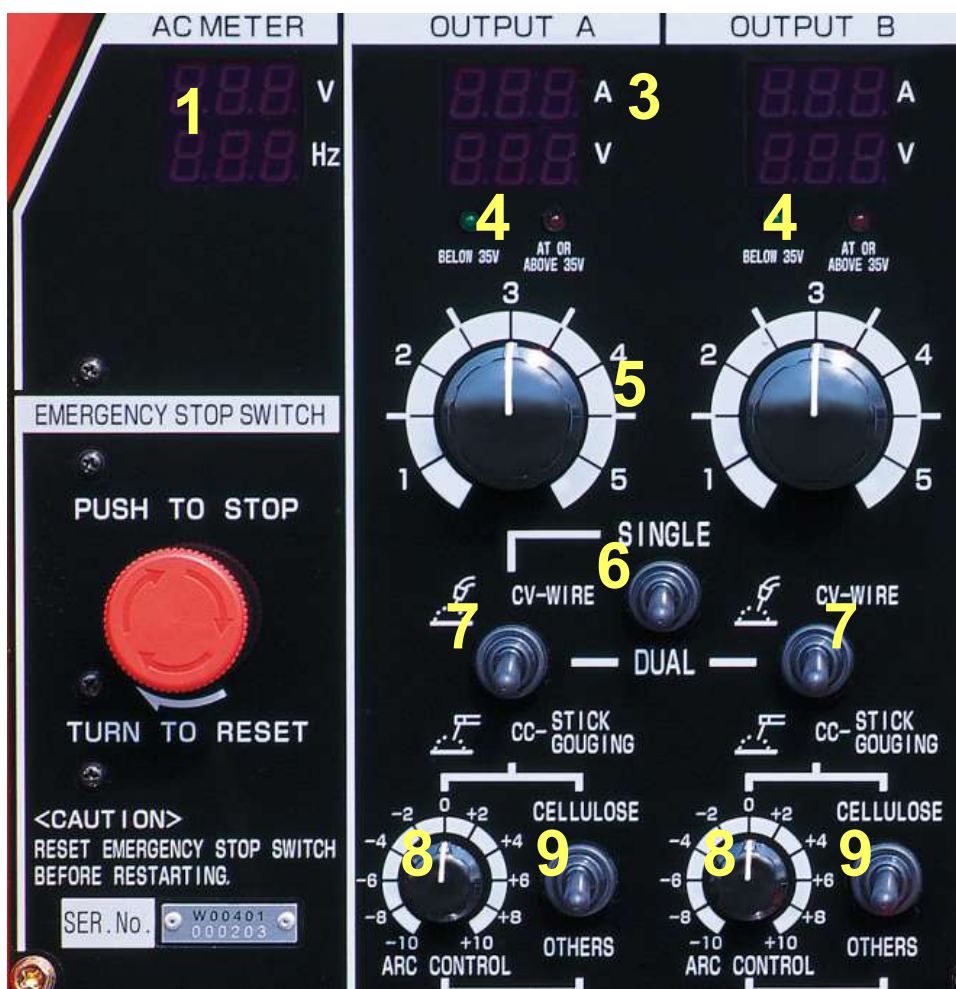 AC METER
1
V
Hz
EMERGENCY STOP SWITCH
PUSH TO STOP
TURN TO RESET
<CAUTION>
RESET EMERGENCY STOP SWITCH
BEFORE RESTARTING.
SER.No.
W00401
000203
OUTPUT A
A
3
V
4
BELOW 35V
AT OR
ABOVE 35V
1
2
3
4
5
5
SINGLE
6
CV-WIRE
7
DUAL
CC-STICK
GOUGING
8
-10
-8
-6
-4
-2
0
+2
+4
+6
+8
+10
ARC CONTROL
CELLULOSE
9
OTHERS
OUTPUT B
A
V
4
BELOW 35V
AT OR
ABOVE 35V
1
2
3
4
5
CV-WIRE
7
CC-STICK
GOUGING
8
-10
-8
-6
-4
-2
0
+2
+4
+6
+8
+10
ARC CONTROL
CELLULOSE
9
OTHERS